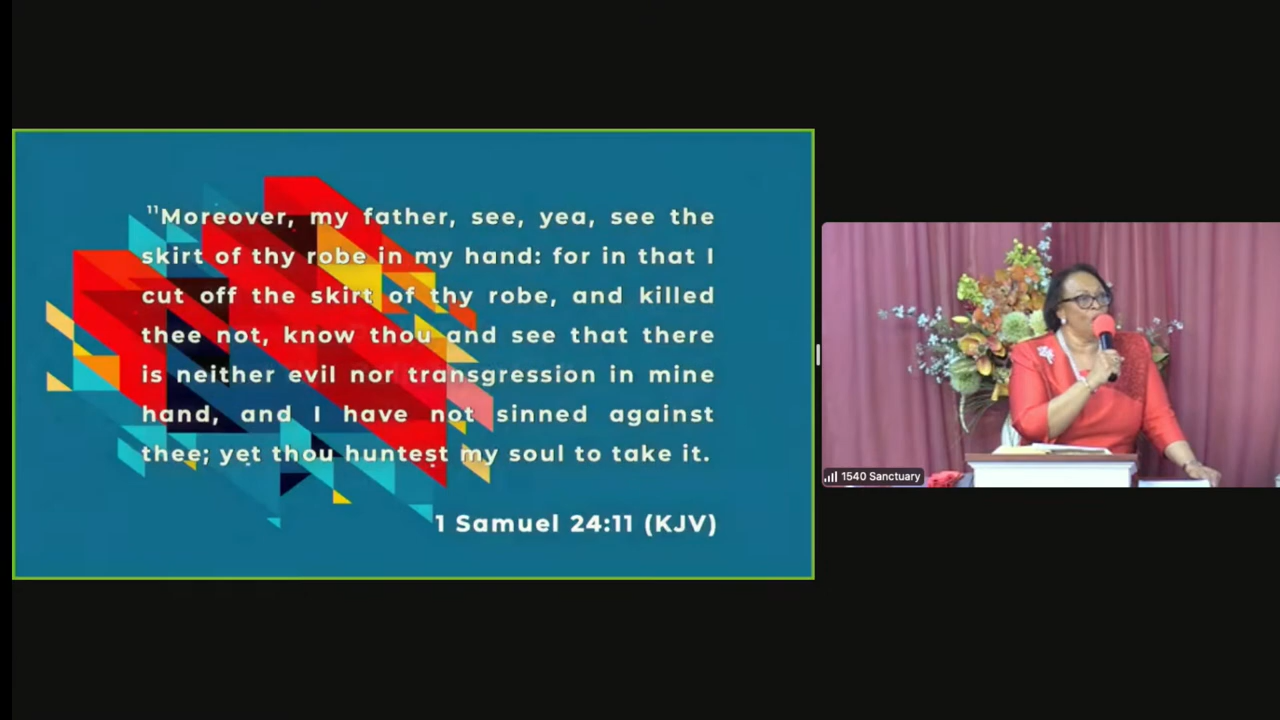 ¹¹Moreover, my father, see, yea, see the
skirt of thy robe in my hand: for in that I
cut off the skirt of thy robe, and killed
thee not, know thou and see that there
is neither evil nor transgression in mine
hand, and I have not sinned against
thee; yet thou huntest my soul to take it.
1 Samuel 24:11 (KJV)
1540 Sanctuary